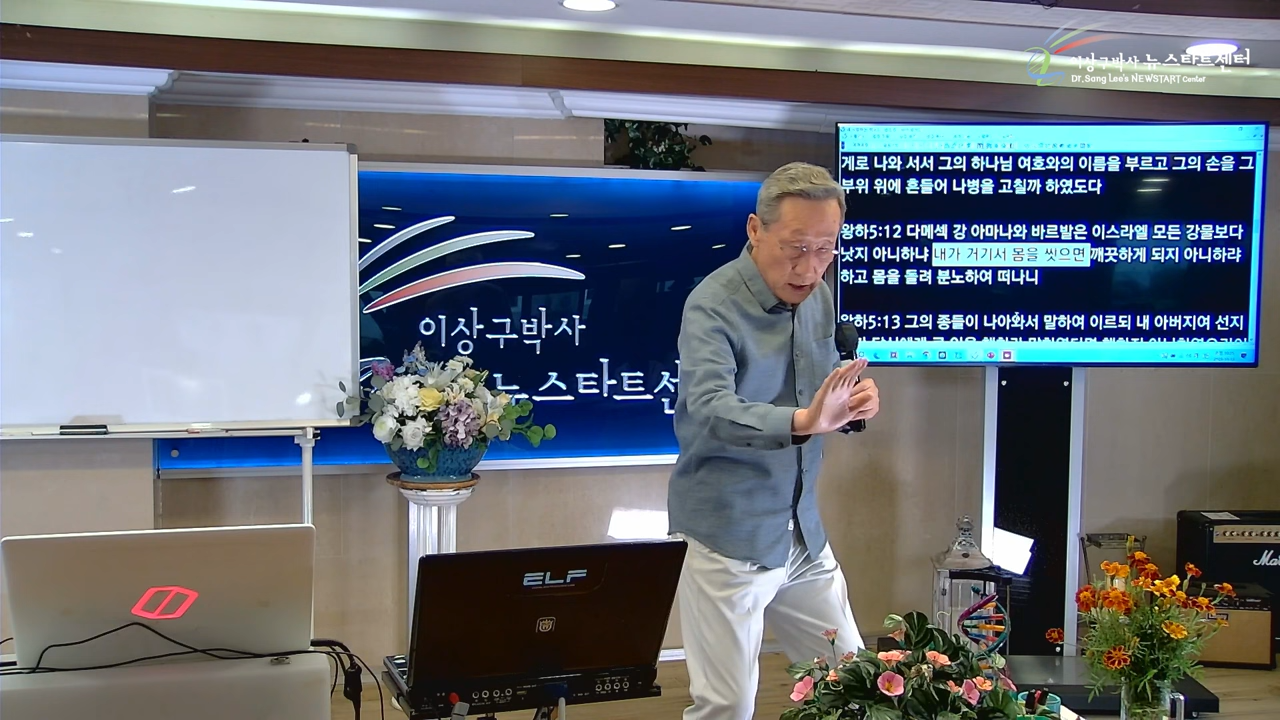 이상구박사 뉴스타트센터
Dr. Sang Lee's NEWSTART Center
게로 나와 서서 그의 하나님 여호와의 이름을 부르고 그의 손을 그
부위 위에 흔들어 나병을 고칠까 하였도다
왕하5:12 다메섹 강 아마나와 바르발은 이스라엘 모든 강물보다
낫지 아니하냐 내가 거기서 몸을 씻으면 깨끗하게 되지 아니하랴
하고 몸을 돌려 분노하여 떠나니
왕하5:13 그의 종들이 나아와서 말하여 이르되 내 아버지여 선지
이상구박사
뉴스타트센
ELF